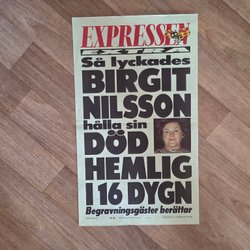 EXPRESSEN
EXTRA
Så lyckades
BIRGIT
NILSSON
hålla sin
DÖD
HEMLIG
I 16 DYGN
Begravningsgäster berättar